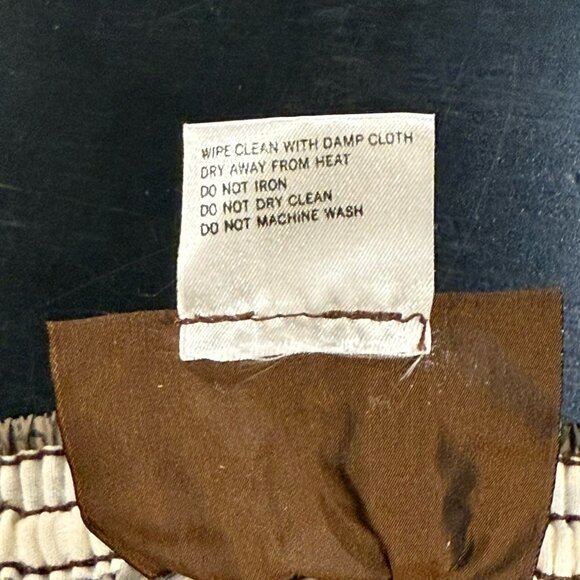 WIPE CLEAN WITH DAMP CLOTH
DRY AWAY FROM HEAT
DO NOT IRON
DO NOT DRY CLEAN
DO NOT MACHINE WASH